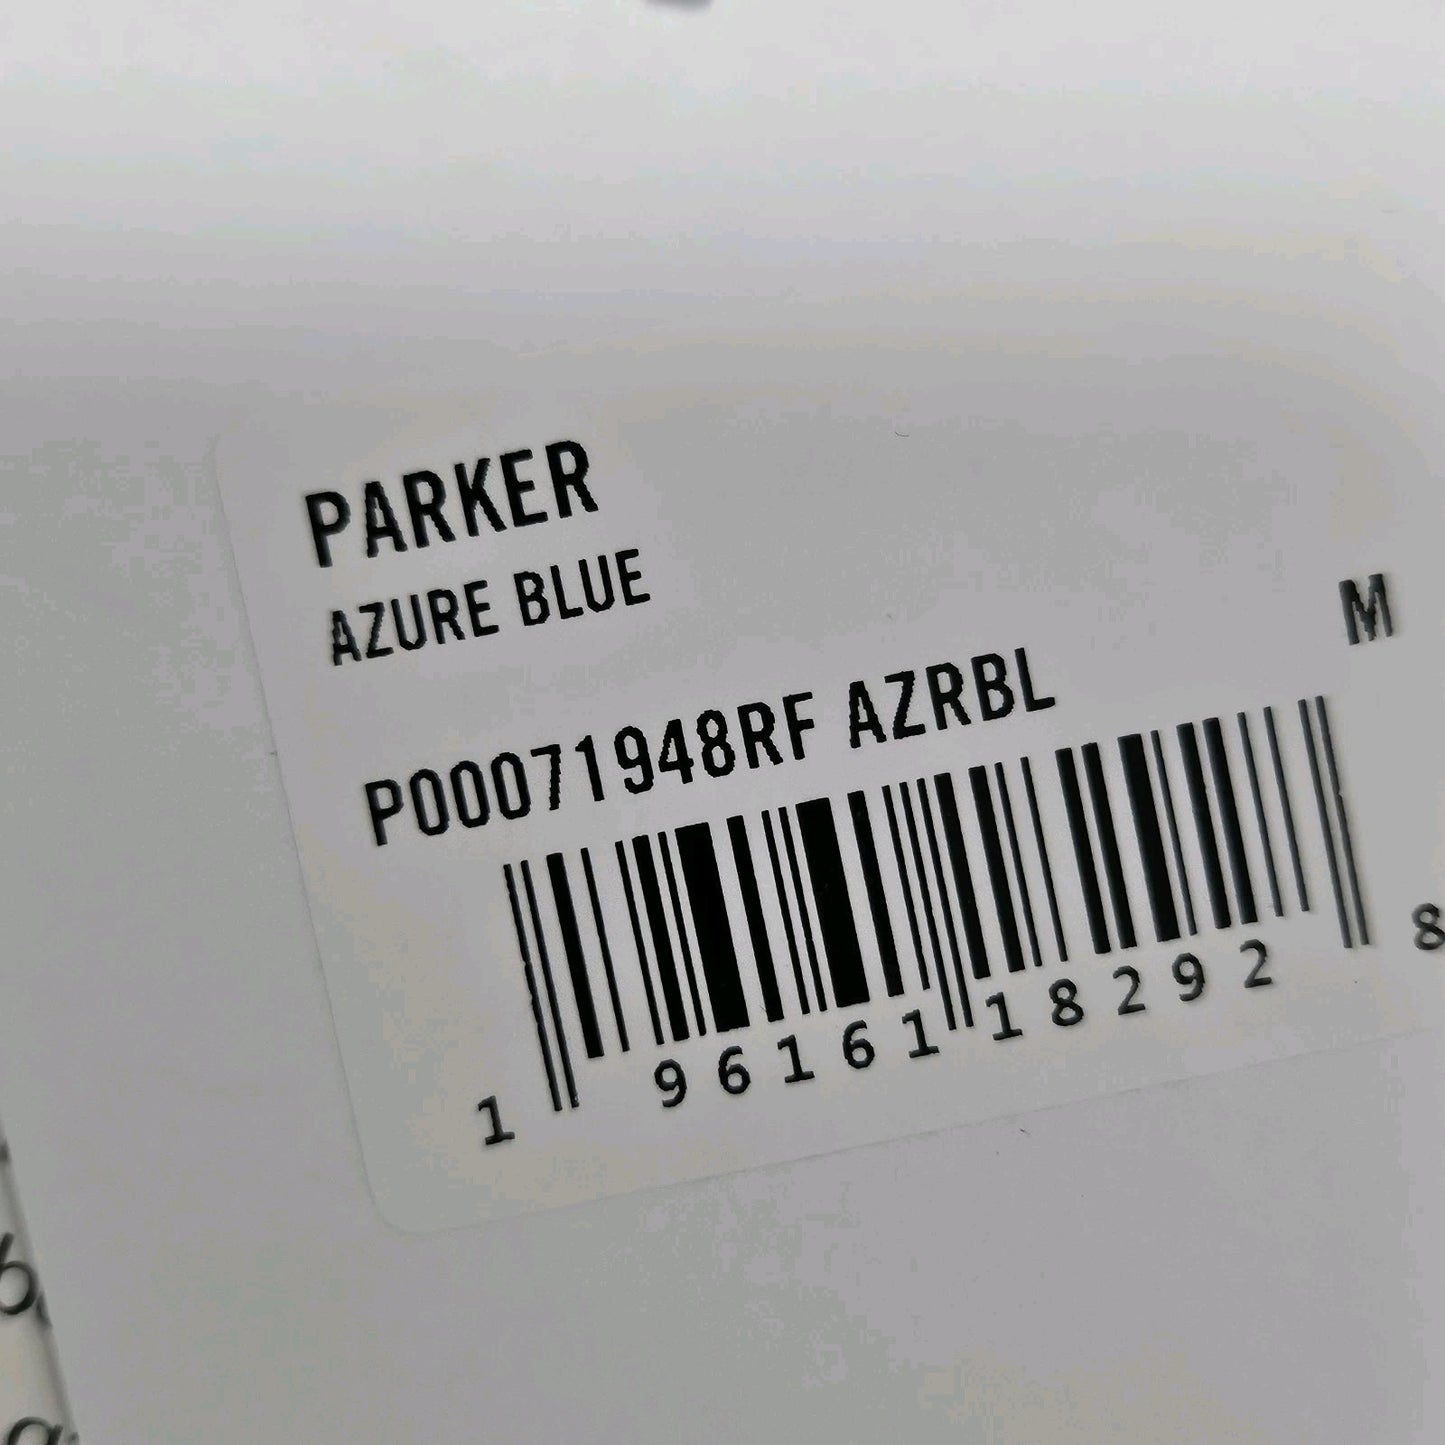 PARKER
AZURE BLUE
M
P00071948RF AZRBL
1 96161 18292 8